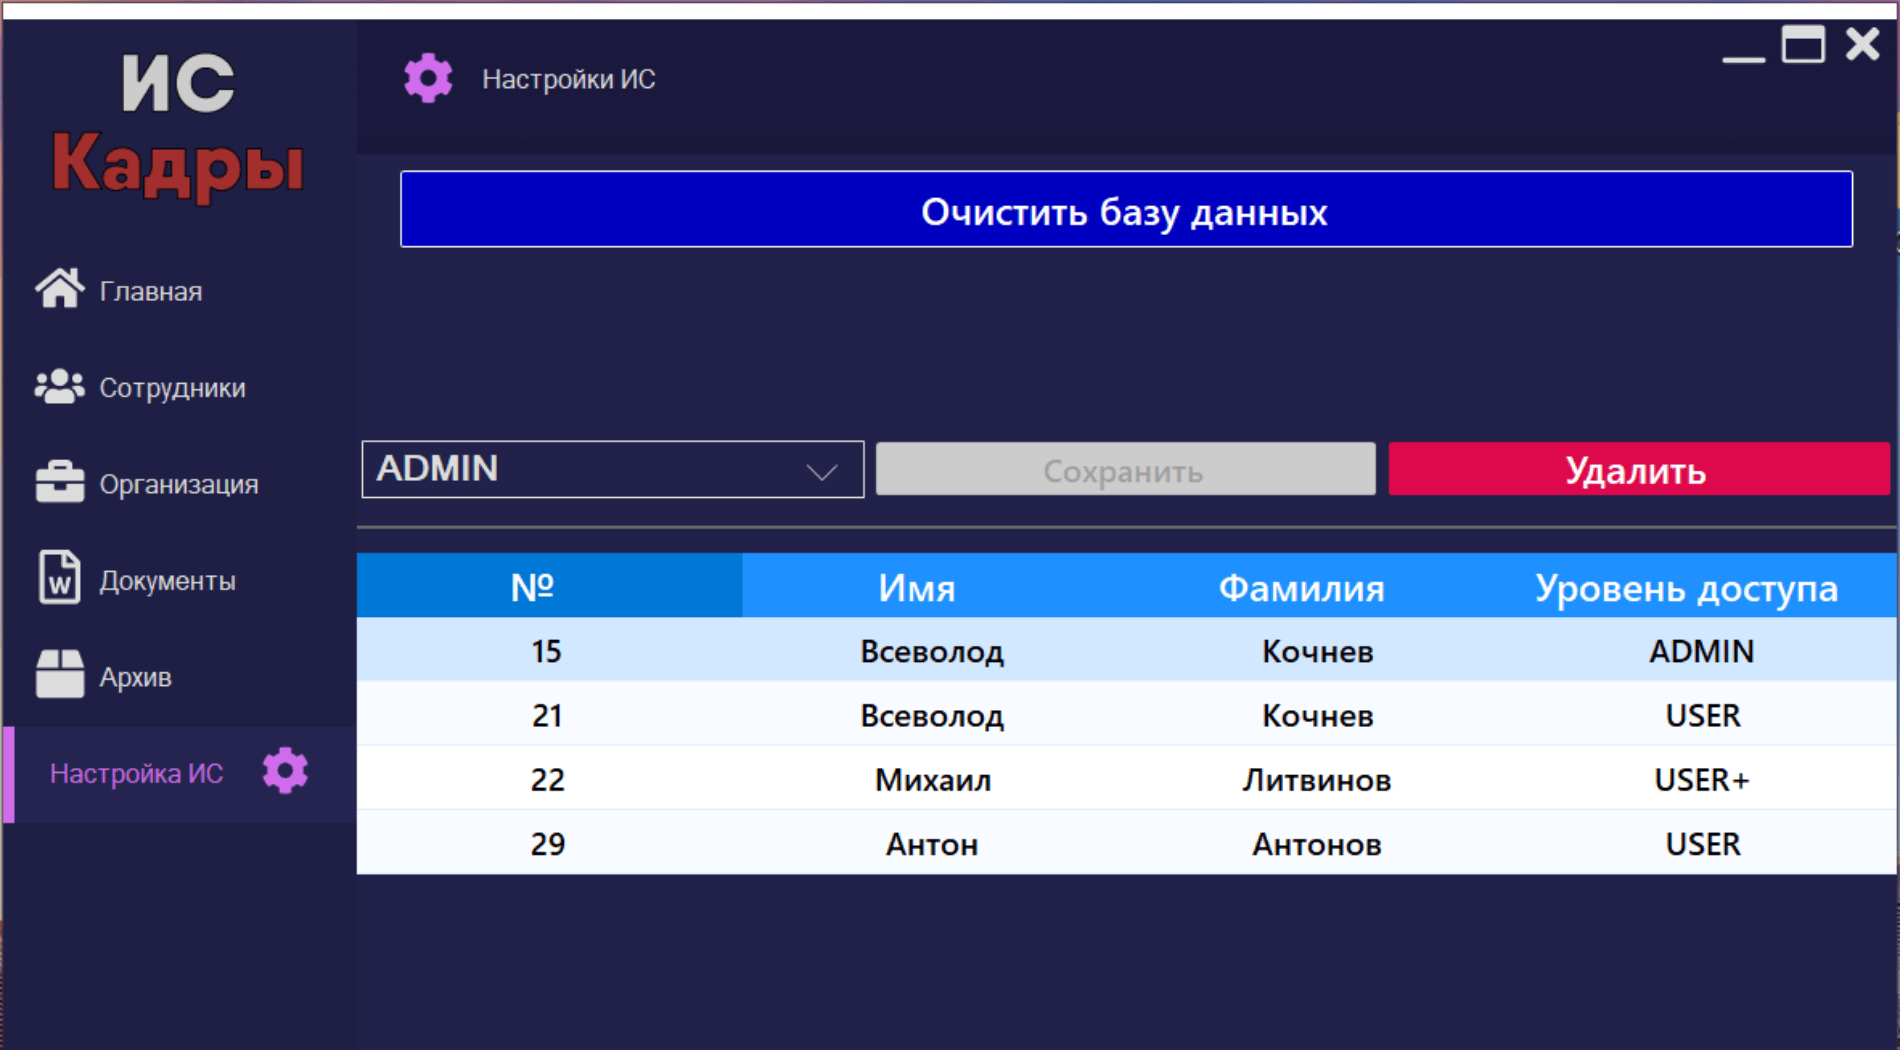 ИС
Кадры
Главная
Сотрудники
Организация
Документы
Архив
Настройка ИС
Настройки ИС
Очистить базу данных
ADMIN Сохранить Удалить
№ Имя Фамилия Уровень доступа
15 Всеволод Кочнев ADMIN
21 Всеволод Кочнев USER
22 Михаил Литвинов USER+
29 Антон Антонов USER